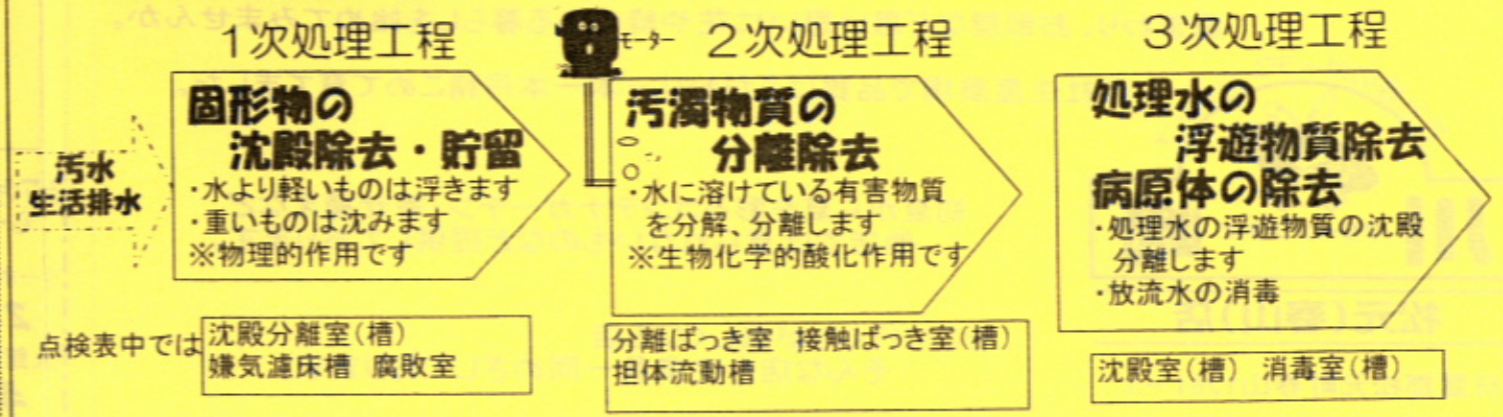 1次処理工程
固形物の
沈殿除去・貯留
・水より軽いものは浮きます
・重いものは沈みます
※物理的作用です
汚水
生活排水
点検表中では
沈殿分離室(槽)
嫌気濾床槽 腐敗室
モーター
2次処理工程
汚濁物質の
分離除去
・水に溶けている有害物質
を分解、分離します
※生物化学的酸化作用です
分離ばっき室 接触ばっき室(槽)
担体流動槽
3次処理工程
処理水の
浮遊物質除去
病原体の除去
・処理水の浮遊物質の沈殿
分離します
・放流水の消毒
沈殿室(槽) 消毒室(槽)